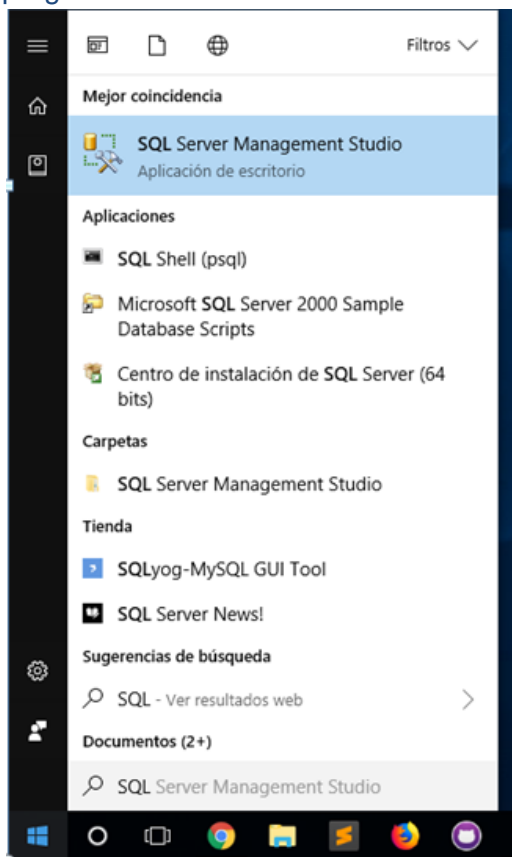 Filtros
Mejor coincidencia
SQL Server Management Studio
Aplicación de escritorio
Aplicaciones
SQL Shell (psql)
Microsoft SQL Server 2000 Sample
Database Scripts
Centro de instalación de SQL Server (64
bits)
Carpetas
SQL Server Management Studio
Tienda
SQLyog-MySQL GUI Tool
SQL Server News!
Sugerencias de búsqueda
SQL - Ver resultados web
Documentos (2+)
SQL Server Management Studio